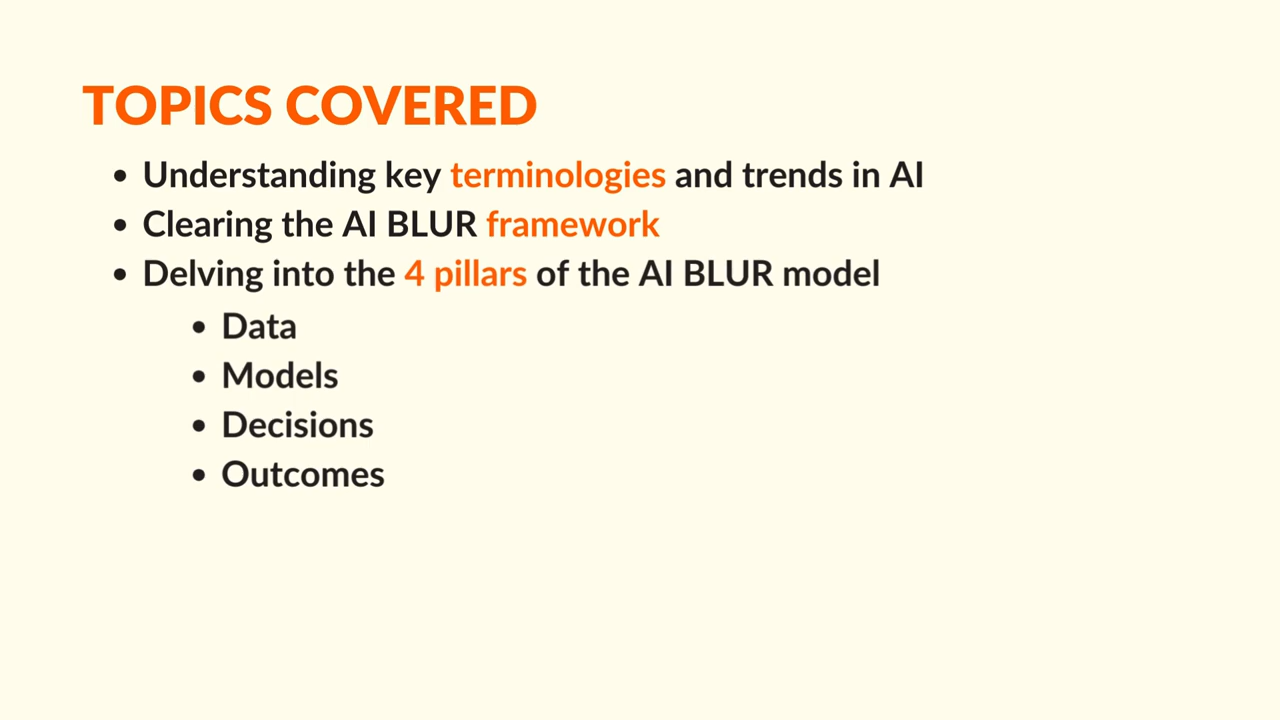 TOPICS COVERED
• Understanding key terminologies and trends in AI
• Clearing the AI BLUR framework
• Delving into the 4 pillars of the AI BLUR model
• Data
• Models
• Decisions
• Outcomes